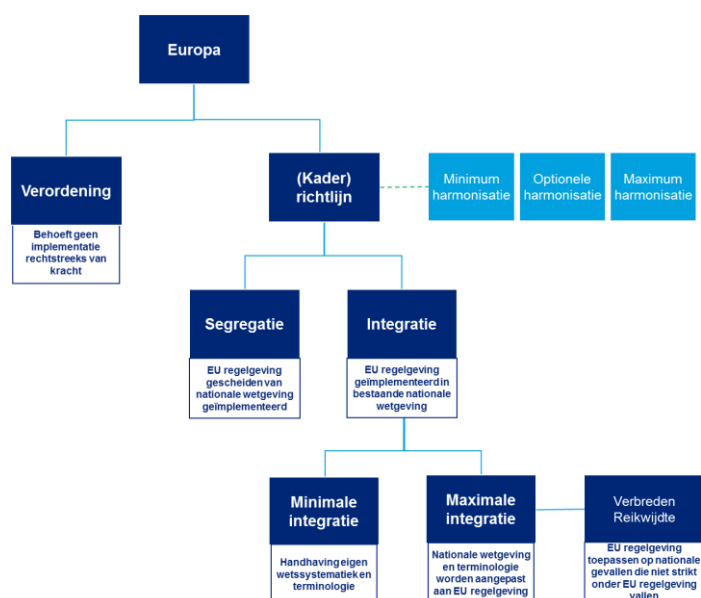 Europa
Verordening
Behoeft geen
implementatie
rechtstreeks van
kracht
(Kader)
richtlijn
Minimum
harmonisatie
Optionele
harmonisatie
Maximum
harmonisatie
Segregatie
EU regelgeving
gescheiden van
nationale wetgeving
geïmplementeerd
Integratie
EU regelgeving
geïmplementeerd in
bestaande nationale
wetgeving
Minimale
integratie
Handhaving eigen
wetssystematiek en
terminologie
Maximale
integratie
Nationale wetgeving
en terminologie
worden aangepast
aan EU regelgeving
Verbreden
Reikwijdte
EU regelgeving
toepassen op nationale
gevallen die niet strikt
onder EU regelgeving
vallen